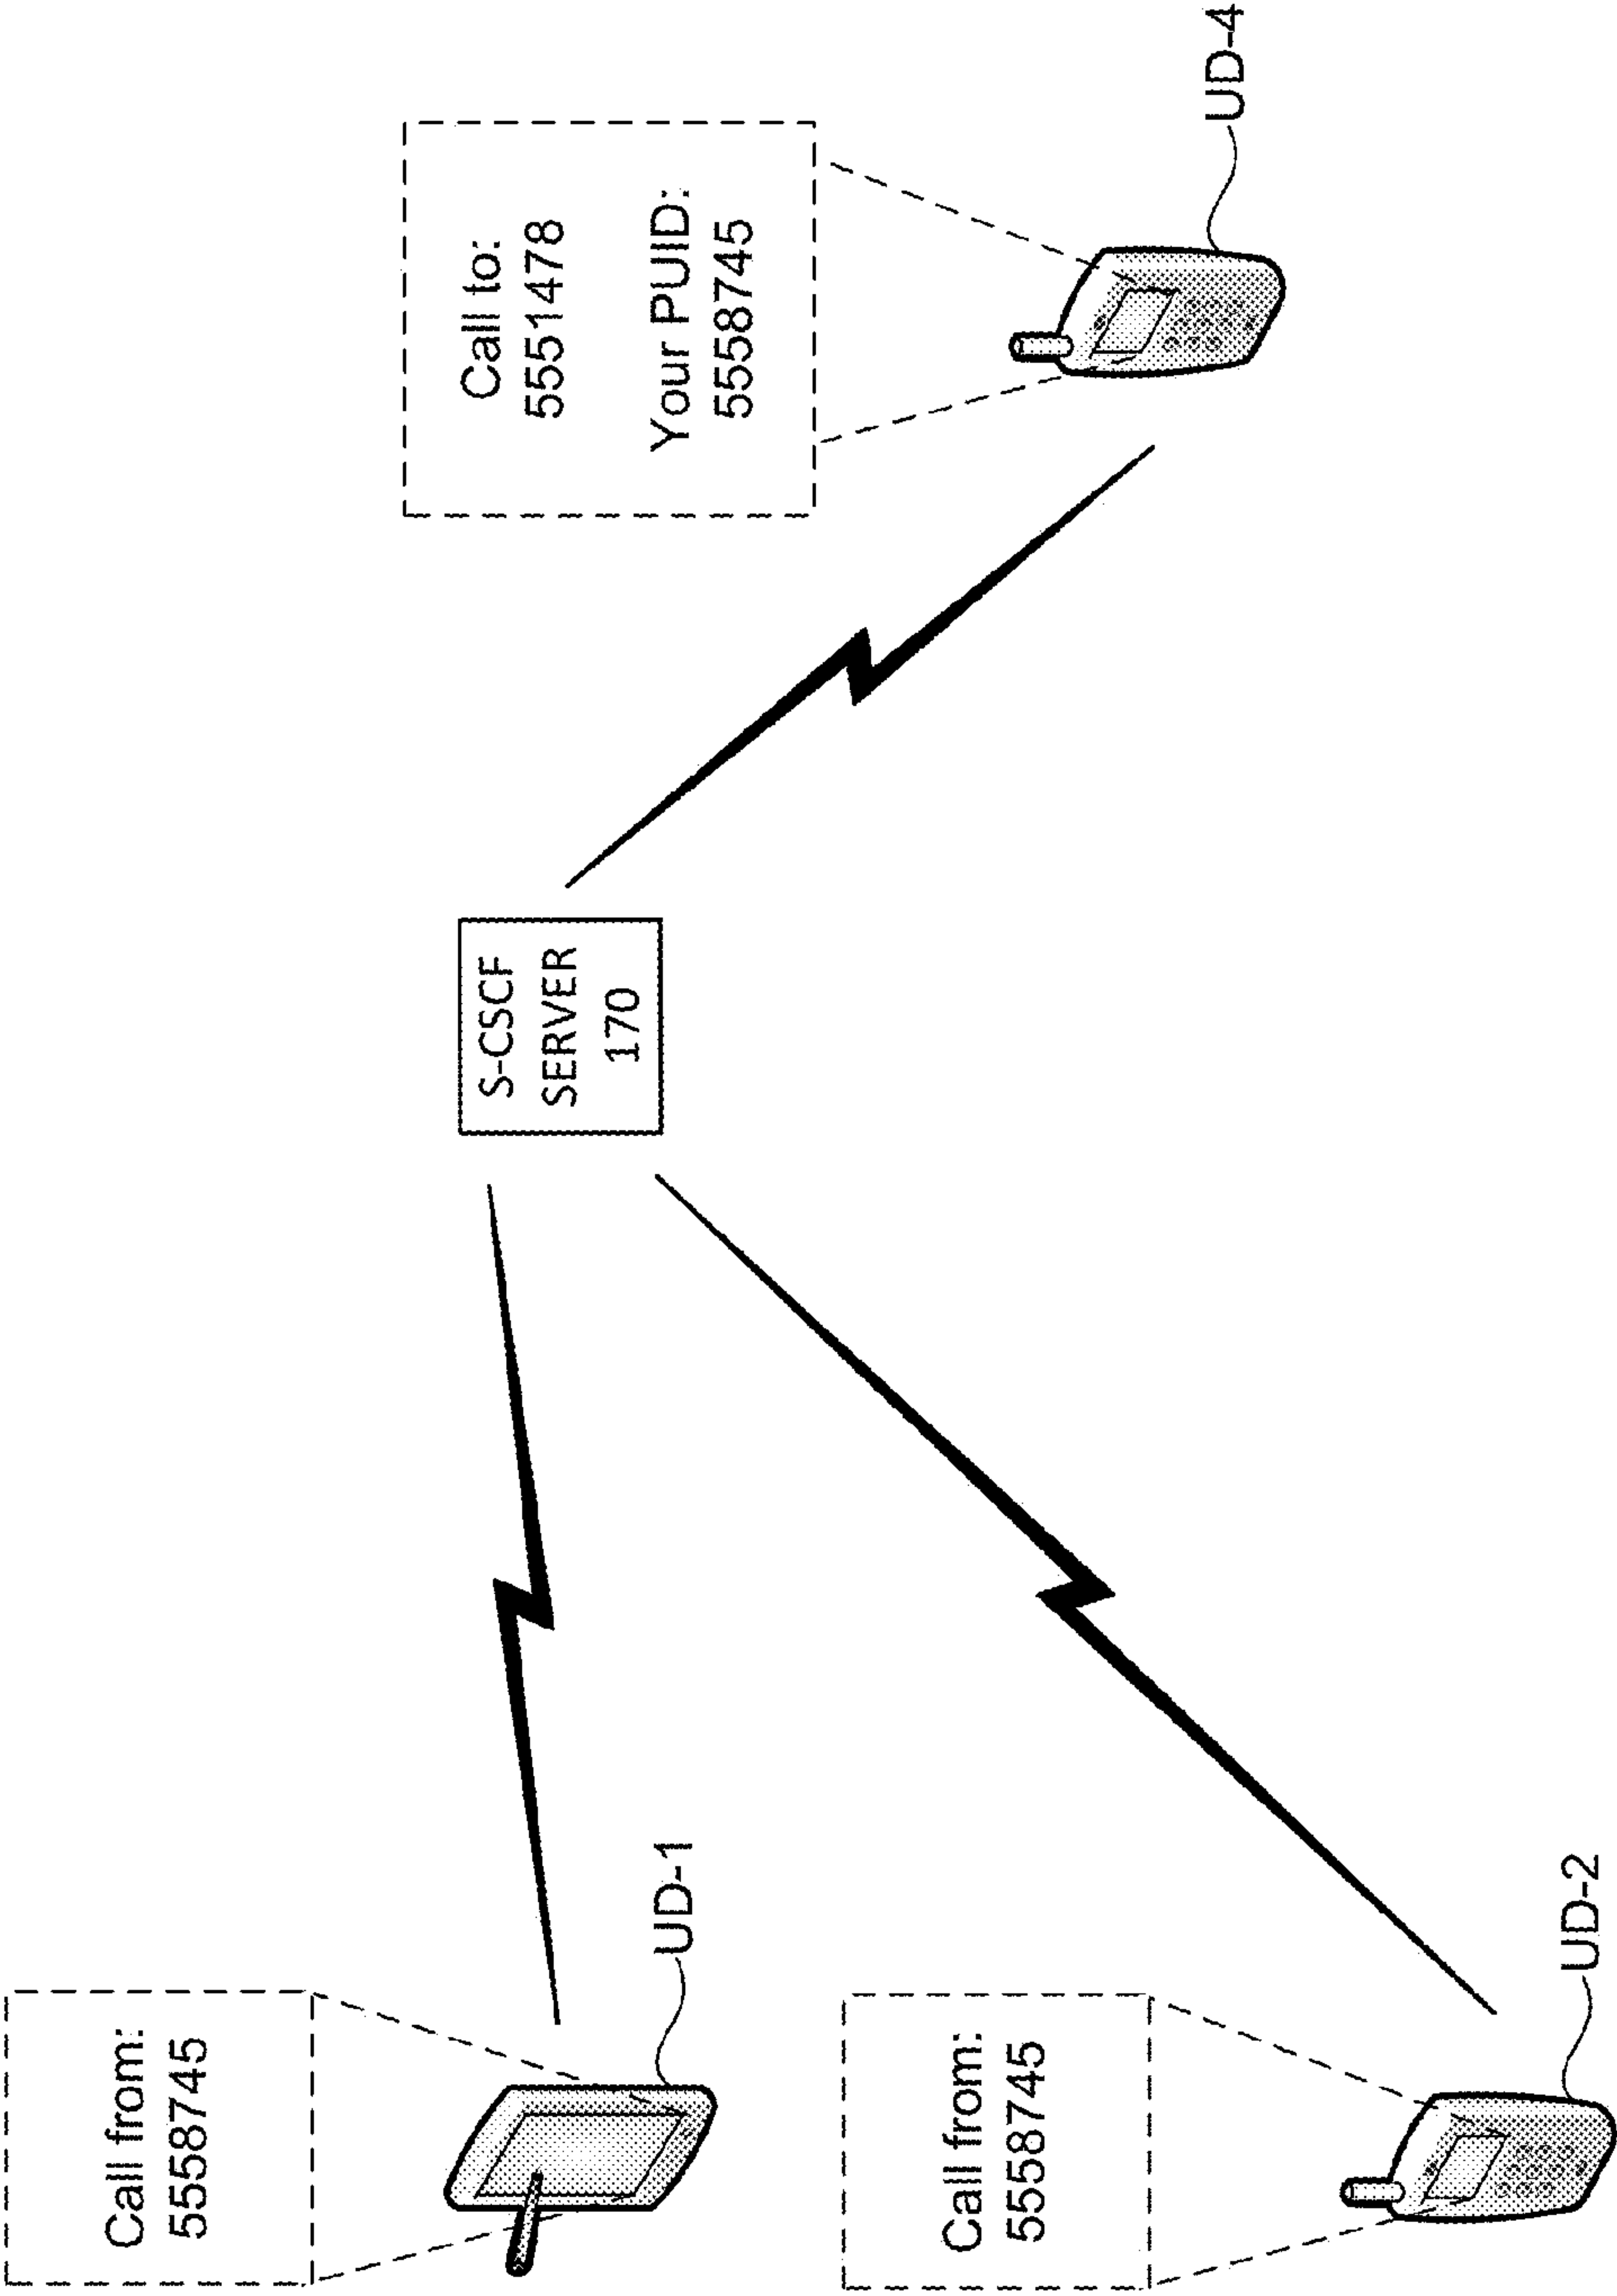 Call from:
5558745
UD-1
Call from:
5558745
UD-2
S-CSCF
SERVER
170
Call to:
5551478
Your PUID:
5558745
UD-4